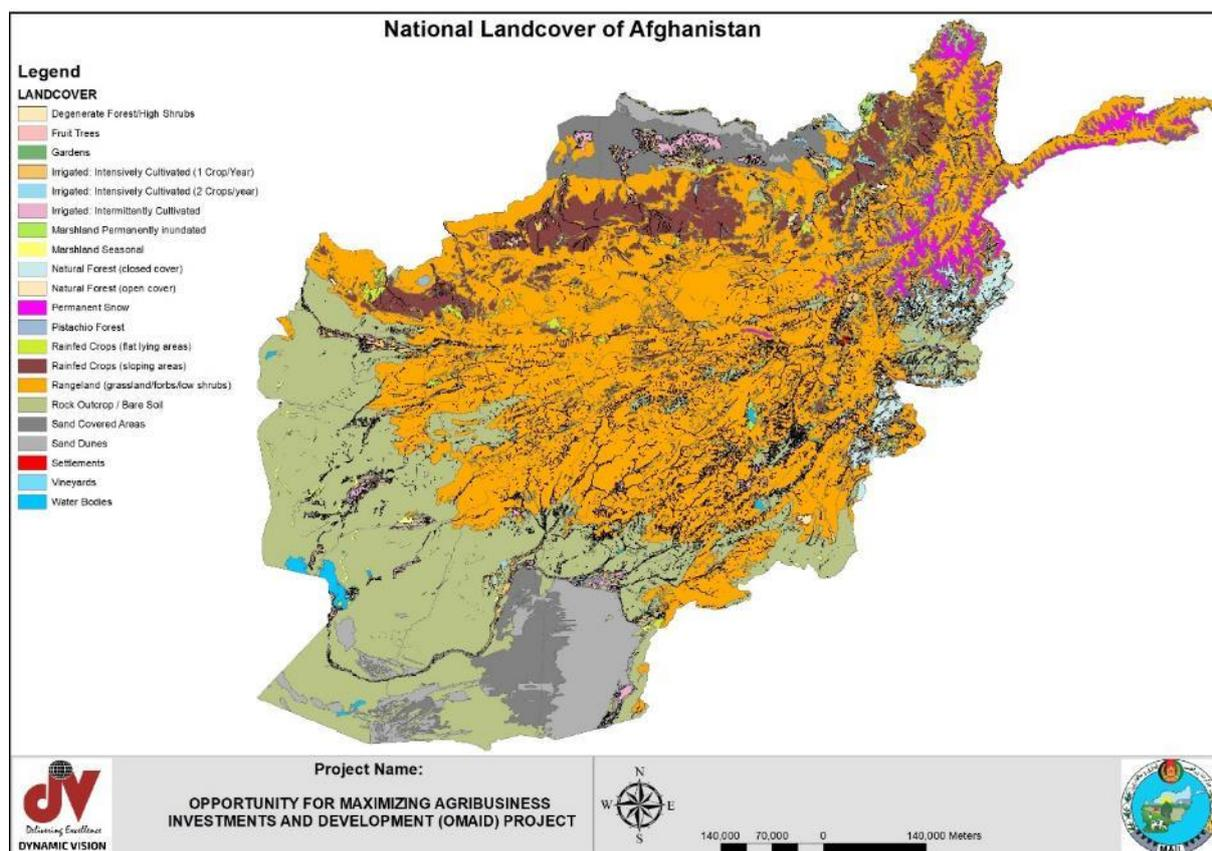 National Landcover of Afghanistan
Legend
LANDCOVER
Degenerate Forest/High Shrubs
Fruit Trees
Gardens
Irrigated: Intensively Cultivated (1 Crop/Year)
Irrigated: Intensively Cultivated (2 Crops/year)
Irrigated: Intermittently Cultivated
Marshland Permanently inundated
Marshland Seasonal
Natural Forest (closed cover)
Natural Forest (open cover)
Permanent Snow
Pistachio Forest
Rainfed Crops (flat lying areas)
Rainfed Crops (sloping areas)
Rangeland (grassland/forbs/low shrubs)
Rock Outcrop / Bare Soil
Sand Covered Areas
Sand Dunes
Settlements
Vineyards
Water Bodies
dv
Delivering Excellence
DYNAMIC VISION
Project Name:
OPPORTUNITY FOR MAXIMIZING AGRIBUSINESS
INVESTMENTS AND DEVELOPMENT (OMAID) PROJECT
N
W E
S
140,000 70,000 0 140,000 Meters
MAIL